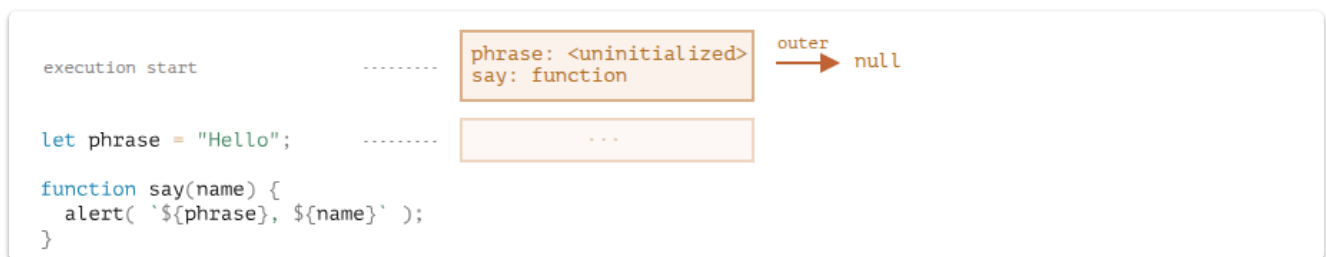 execution start --------- phrase: <uninitialized> outer null
say: function
let phrase = "Hello"; --------- ...
function say(name) {
  alert( `${phrase}, ${name}` );
}